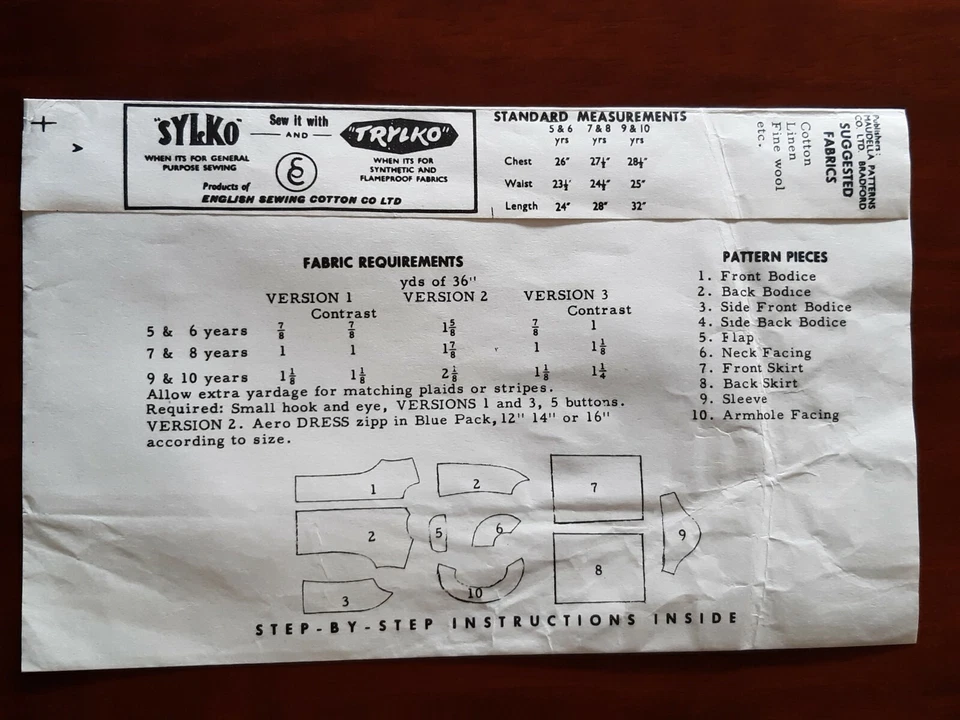 +
A
"SYLKO" Sew it with "TRYLKO"
AND
WHEN ITS FOR GENERAL PURPOSE SEWING
WHEN ITS FOR SYNTHETIC AND FLAMEPROOF FABRICS
Products of
ENGLISH SEWING COTTON CO LTD
STANDARD MEASUREMENTS
5 & 6 7 & 8 9 & 10
yrs yrs yrs
Chest 26" 27½" 28½"
Waist 23½" 24½" 25"
Length 24" 28" 32"
Publishers:
MAUDELLA PATTERNS
CO. LTD. BRADFORD
SUGGESTED
FABRICS
Cotton
Linen
Fine wool
etc.
FABRIC REQUIREMENTS
yds of 36"
VERSION 1 VERSION 2 VERSION 3
Contrast Contrast
5 & 6 years ⅞ ⅞ 1⅝ ⅞ 1
7 & 8 years 1 1 1⅞ 1 1⅛
9 & 10 years 1⅛ 1⅛ 2⅛ 1⅛ 1¼
Allow extra yardage for matching plaids or stripes.
Required: Small hook and eye, VERSIONS 1 and 3, 5 buttons.
VERSION 2. Aero DRESS zipp in Blue Pack, 12" 14" or 16"
according to size.
PATTERN PIECES
1. Front Bodice
2. Back Bodice
3. Side Front Bodice
4. Side Back Bodice
5. Flap
6. Neck Facing
7. Front Skirt
8. Back Skirt
9. Sleeve
10. Armhole Facing
1
2
7
2
5
6
9
8
3
10
STEP-BY-STEP INSTRUCTIONS INSIDE